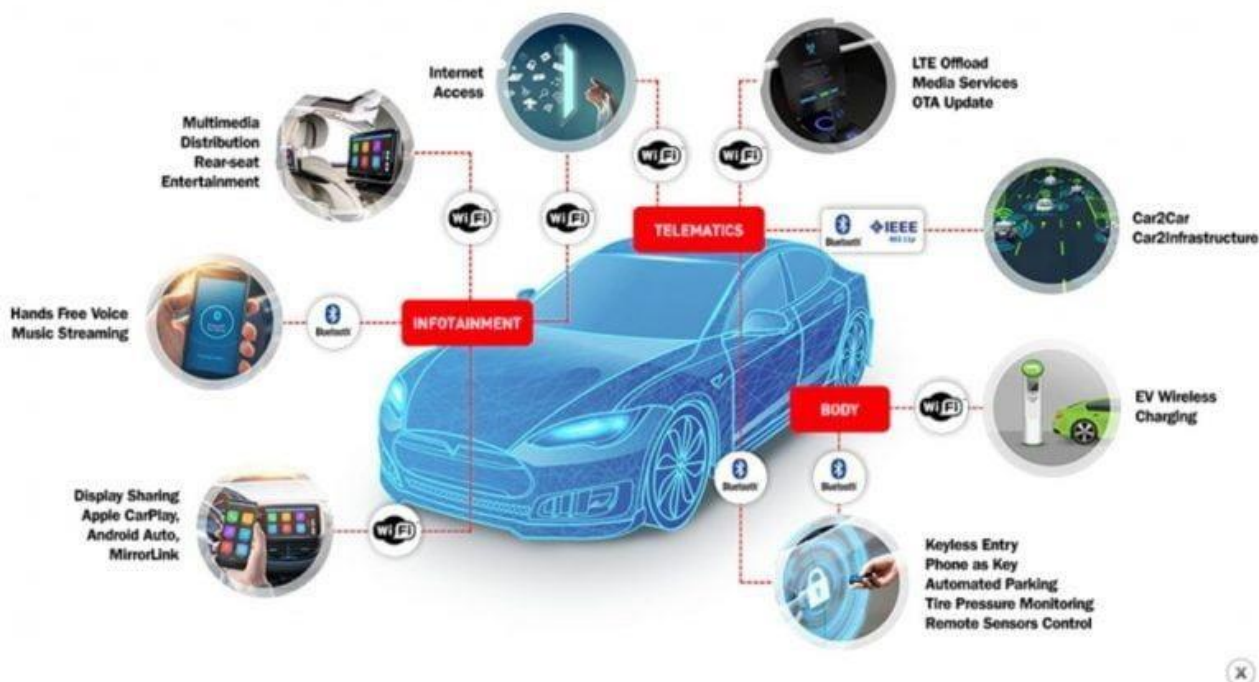 Internet
Access
LTE Offload
Media Services
OTA Update
Multimedia
Distribution
Rear-seat
Entertainment
WiFi
WiFi
WiFi
WiFi
TELEMATICS
Bluetooth
IEEE
802.11p
Car2Car
Car2Infrastructure
Hands Free Voice
Music Streaming
Bluetooth
INFOTAINMENT
BODY
WiFi
EV Wireless
Charging
Bluetooth
Bluetooth
Display Sharing
Apple CarPlay,
Android Auto,
MirrorLink
WiFi
Keyless Entry
Phone as Key
Automated Parking
Tire Pressure Monitoring
Remote Sensors Control
X